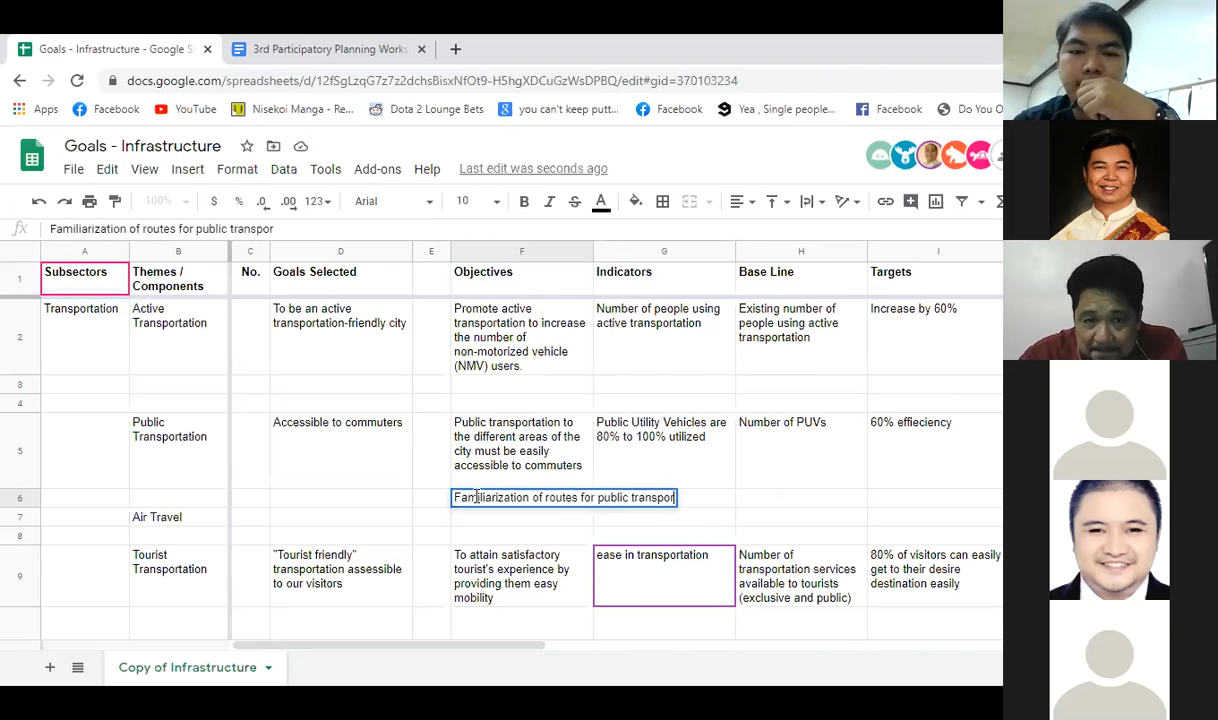 Goals - Infrastructure - Google S
3rd Participatory Planning Works
docs.google.com/spreadsheets/d/12fSgLzqG7z7z2dchsBisxNfOt9-H5hgXDCuGzWsDPBQ/edit#gid=370103234
Apps
Facebook
YouTube
Nisekoi Manga - Re...
Dota 2 Lounge Bets
you can't keep putt...
Facebook
Yea , Single people...
Facebook
Do You O
Goals - Infrastructure
File Edit View Insert Format Data Tools Add-ons Help Last edit was seconds ago
100% $ % .0 .00 123 Arial 10 B I S A
fx Familiarization of routes for public transpor
A B C D E F G H I
1
Subsectors
Themes /
Components
No.
Goals Selected
Objectives
Indicators
Base Line
Targets
2
Transportation
Active
Transportation
To be an active
transportation-friendly city
Promote active
transportation to increase
the number of
non-motorized vehicle
(NMV) users.
Number of people using
active transportation
Existing number of
people using active
transportation
Increase by 60%
3
4
5
Public
Transportation
Accessible to commuters
Public transportation to
the different areas of the
city must be easily
accessible to commuters
Public Utility Vehicles are
80% to 100% utilized
Number of PUVs
60% effieciency
6
Familiarization of routes for public transpor
7
Air Travel
8
9
Tourist
Transportation
"Tourist friendly"
transportation assessible
to our visitors
To attain satisfactory
tourist's experience by
providing them easy
mobility
ease in transportation
Number of
transportation services
available to tourists
(exclusive and public)
80% of visitors can easily
get to their desire
destination easily
Copy of Infrastructure